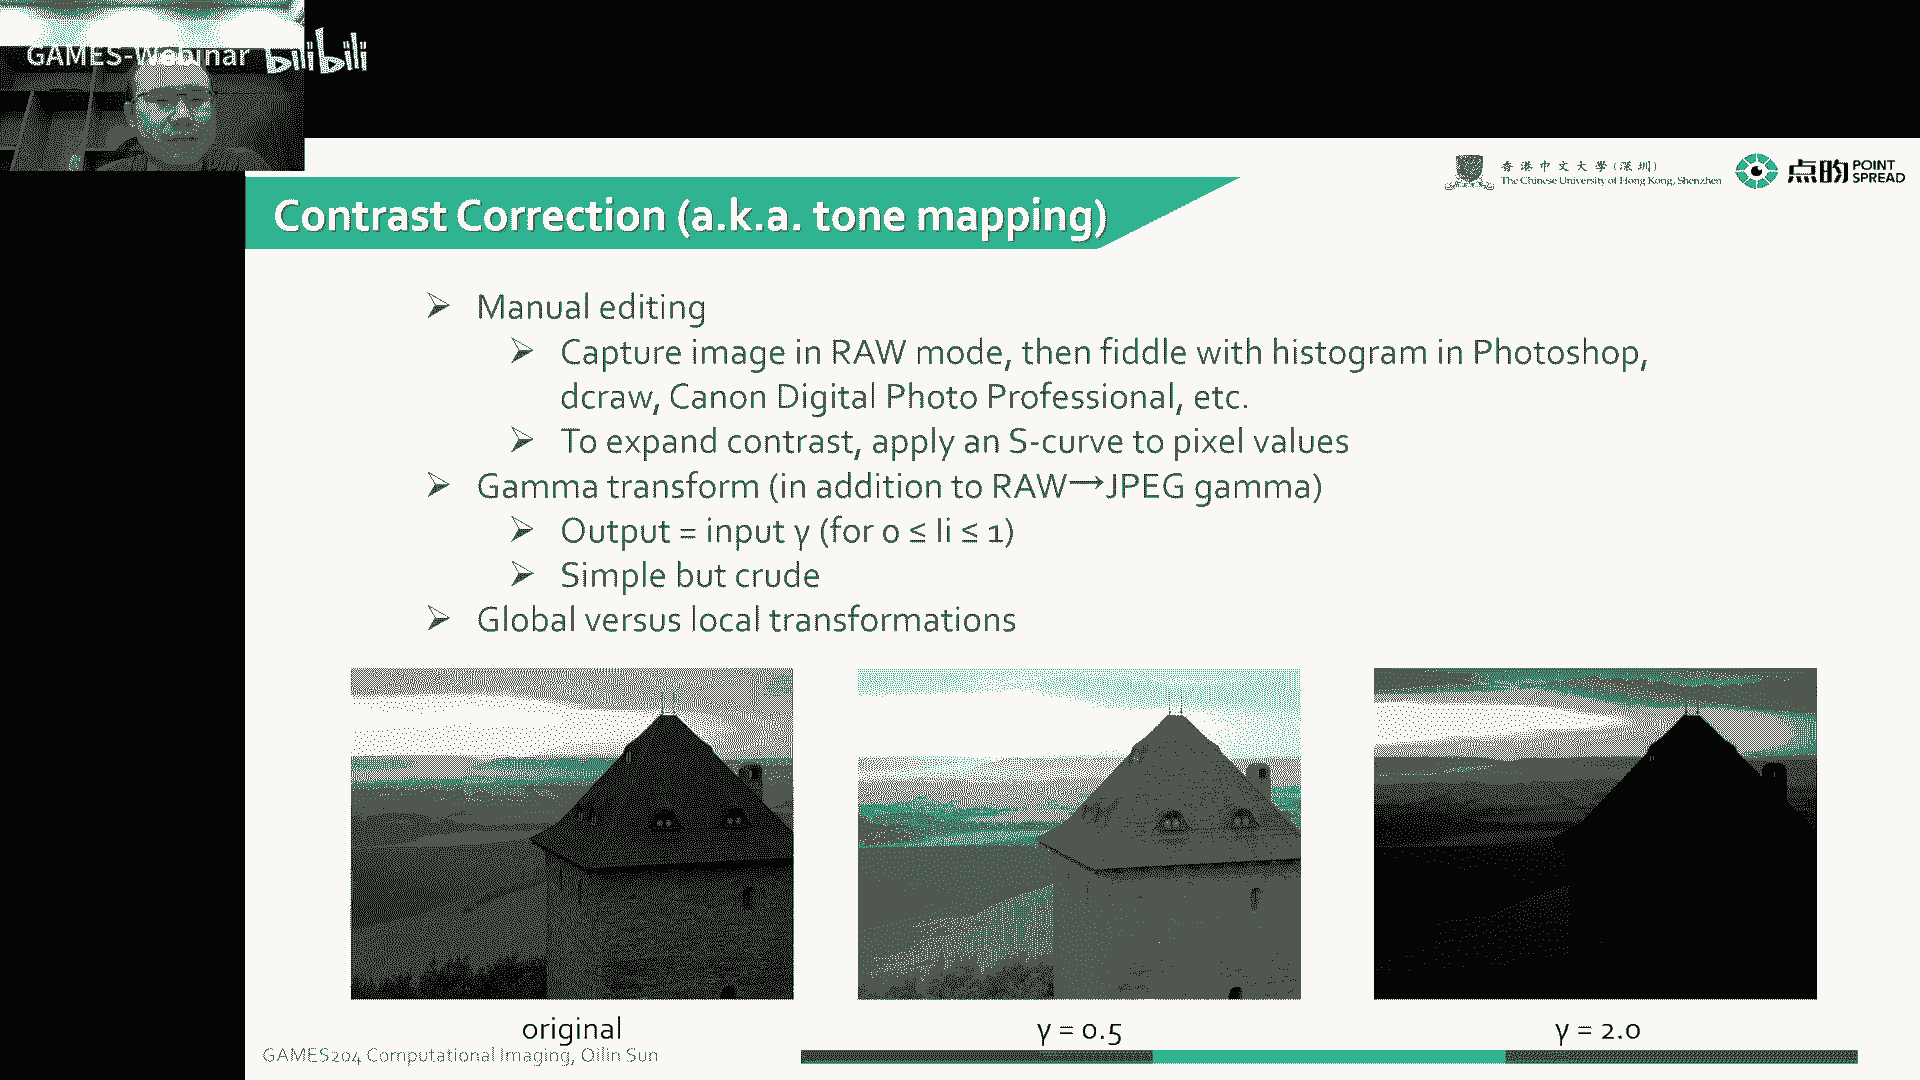 GAMES-Webinar bilibili
香港中文大學(深圳)
The Chinese University of Hong Kong, Shenzhen
点昀 POINT SPREAD
Contrast Correction (a.k.a. tone mapping)
➢ Manual editing
➢ Capture image in RAW mode, then fiddle with histogram in Photoshop,
dcraw, Canon Digital Photo Professional, etc.
➢ To expand contrast, apply an S-curve to pixel values
➢ Gamma transform (in addition to RAW→JPEG gamma)
➢ Output = input γ (for 0 ≤ Ii ≤ 1)
➢ Simple but crude
➢ Global versus local transformations
original
γ = 0.5
γ = 2.0
GAMES204 Computational Imaging, Qilin Sun